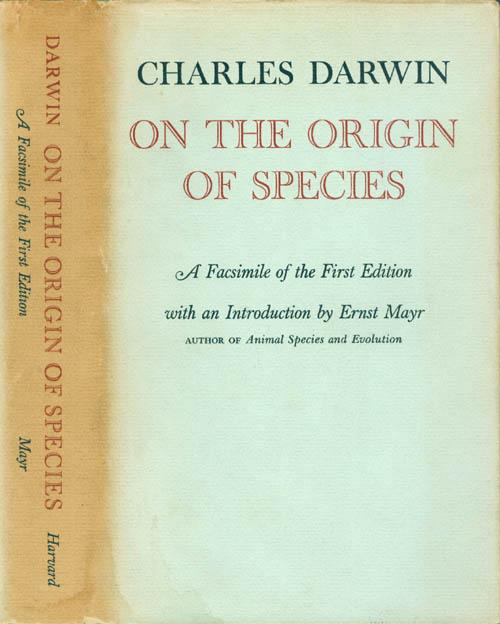 DARWIN ON THE ORIGIN OF SPECIES Harvard
A Facsimile of the First Edition Mayr
CHARLES DARWIN
ON THE ORIGIN
OF SPECIES
A Facsimile of the First Edition
with an Introduction by Ernst Mayr
AUTHOR OF Animal Species and Evolution